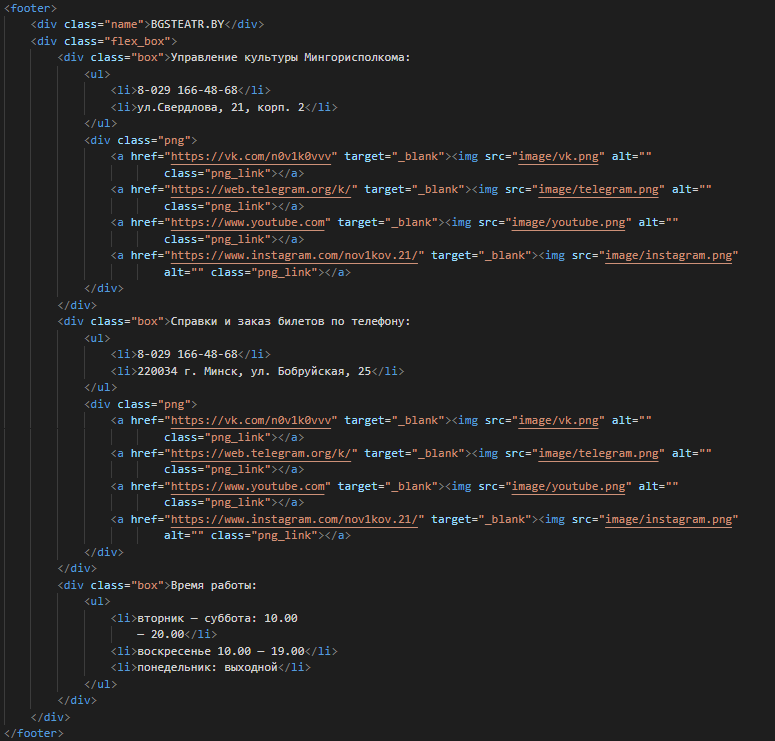 <footer>
<div class="name">BGSTEATR.BY</div>
<div class="flex_box">
<div class="box">Управление культуры Мингорисполкома:
<ul>
<li>8-029 166-48-68</li>
<li>ул.Свердлова, 21, корп. 2</li>
</ul>
<div class="png">
<a href="https://vk.com/n0v1k0vvv" target="_blank"><img src="image/vk.png" alt=""
class="png_link"></a>
<a href="https://web.telegram.org/k/" target="_blank"><img src="image/telegram.png" alt=""
class="png_link"></a>
<a href="https://www.youtube.com" target="_blank"><img src="image/youtube.png" alt=""
class="png_link"></a>
<a href="https://www.instagram.com/nov1kov.21/" target="_blank"><img src="image/instagram.png"
alt="" class="png_link"></a>
</div>
</div>
<div class="box">Справки и заказ билетов по телефону:
<ul>
<li>8-029 166-48-68</li>
<li>220034 г. Минск, ул. Бобруйская, 25</li>
</ul>
<div class="png">
<a href="https://vk.com/n0v1k0vvv" target="_blank"><img src="image/vk.png" alt=""
class="png_link"></a>
<a href="https://web.telegram.org/k/" target="_blank"><img src="image/telegram.png" alt=""
class="png_link"></a>
<a href="https://www.youtube.com" target="_blank"><img src="image/youtube.png" alt=""
class="png_link"></a>
<a href="https://www.instagram.com/nov1kov.21/" target="_blank"><img src="image/instagram.png"
alt="" class="png_link"></a>
</div>
</div>
<div class="box">Время работы:
<ul>
<li>вторник – суббота: 10.00
– 20.00</li>
<li>воскресенье 10.00 – 19.00</li>
<li>понедельник: выходной</li>
</ul>
</div>
</div>
</footer>